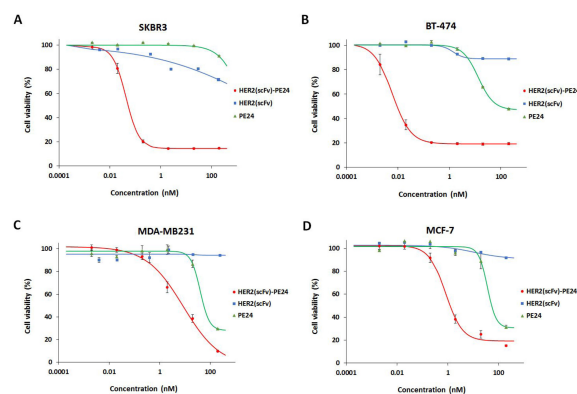 A
SKBR3
Cell viability (%)
100
80
60
40
20
0
0.0001
0.01
1
100
Concentration (nM)
HER2(scFv)-PE24
HER2(scFv)
PE24
B
BT-474
Cell viability (%)
120
100
80
60
40
20
0
0.0001
0.01
1
100
Concentration (nM)
HER2(scFv)-PE24
HER2(scFv)
PE24
C
MDA-MB231
Cell viability (%)
100
80
60
40
20
0
0.0001
0.01
1
100
Concentration (nM)
HER2(scFv)-PE24
HER2(scFv)
PE24
D
MCF-7
Cell viability (%)
100
80
60
40
20
0
0.0001
0.01
1
100
Concentration (nM)
HER2(scFv)-PE24
HER2(scFv)
PE24